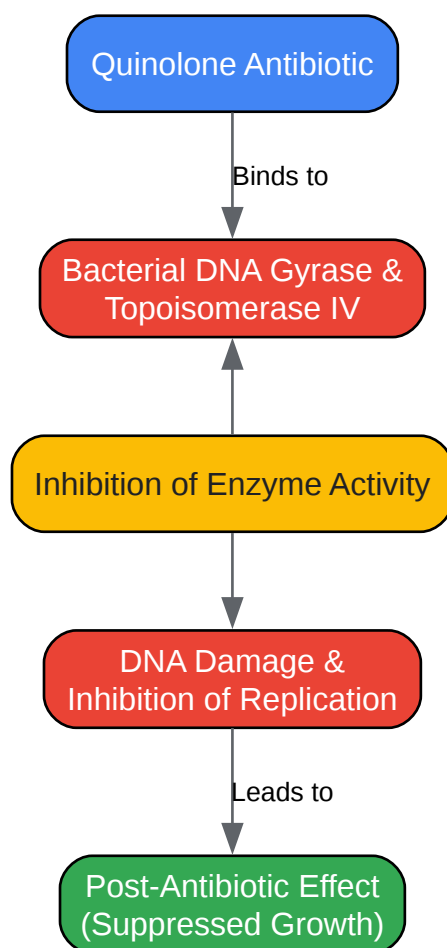 Quinolone Antibiotic
Binds to
Bacterial DNA Gyrase &
Topoisomerase IV
Inhibition of Enzyme Activity
DNA Damage &
Inhibition of Replication
Leads to
Post-Antibiotic Effect
(Suppressed Growth)